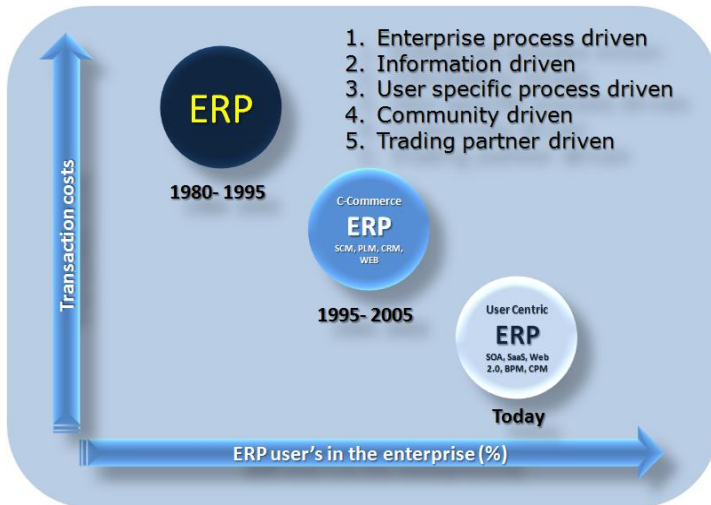 1. Enterprise process driven
2. Information driven
3. User specific process driven
4. Community driven
5. Trading partner driven
ERP
1980- 1995
C-Commerce
ERP
SCM, PLM, CRM,
WEB
1995- 2005
User Centric
ERP
SOA, SaaS, Web
2.0, BPM, CPM
Today
Transaction costs
ERP user's in the enterprise (%)